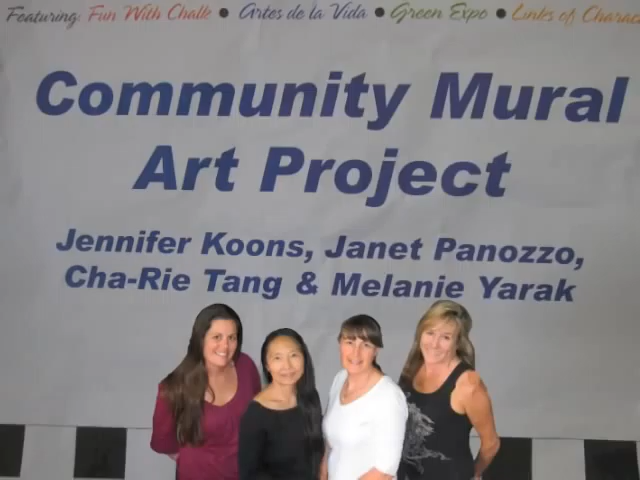 Featuring: Fun With Chalk • Artes de la Vida • Green Expo • Links of Charac
Community Mural
Art Project
Jennifer Koons, Janet Panozzo,
Cha-Rie Tang & Melanie Yarak